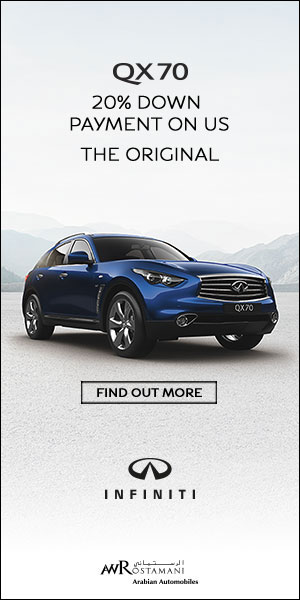 QX70
20% DOWN
PAYMENT ON US
THE ORIGINAL
QX70
FIND OUT MORE
INFINITI
الرستماني
AWROSTAMANI
Arabian Automobiles